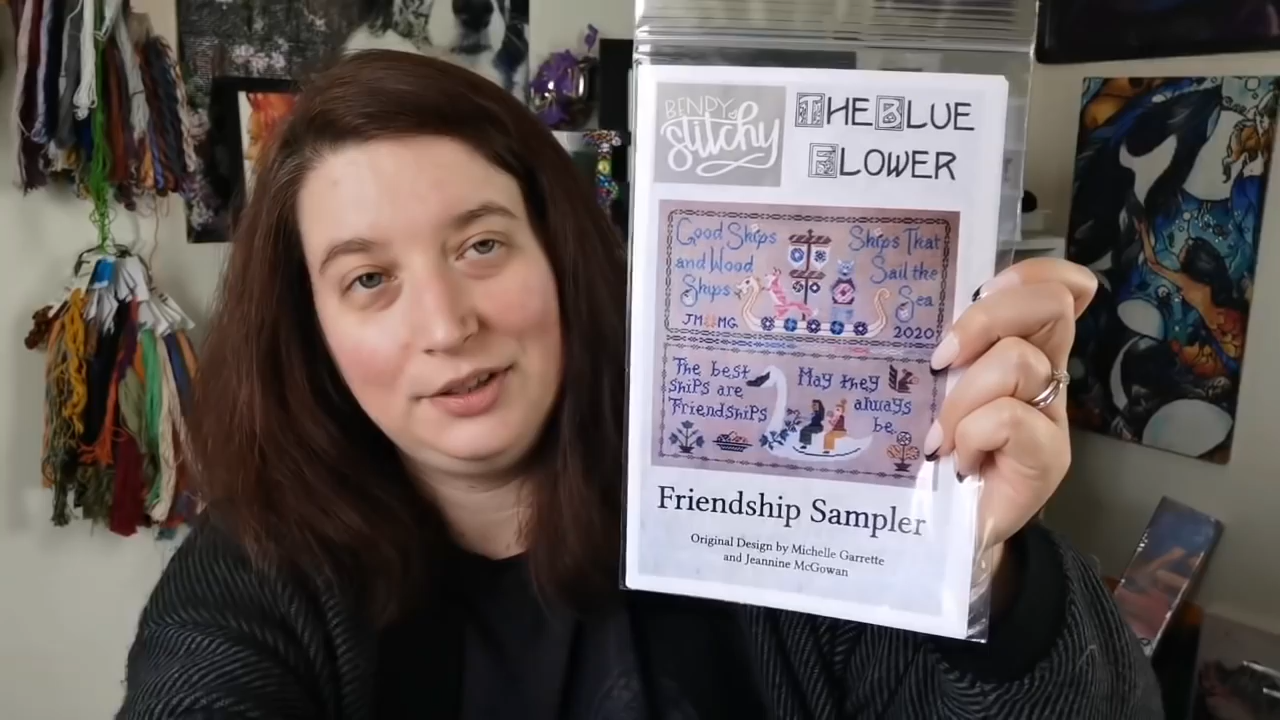 BENDY
stitchy
THE BLUE
FLOWER
Good Ships
and Wood
Ships
Ships That
Sail the
Sea
JM MG
2020
The best
ships are
Friendships
May they
always
be
Friendship Sampler
Original Design by Michelle Garrette
and Jeannine McGowan